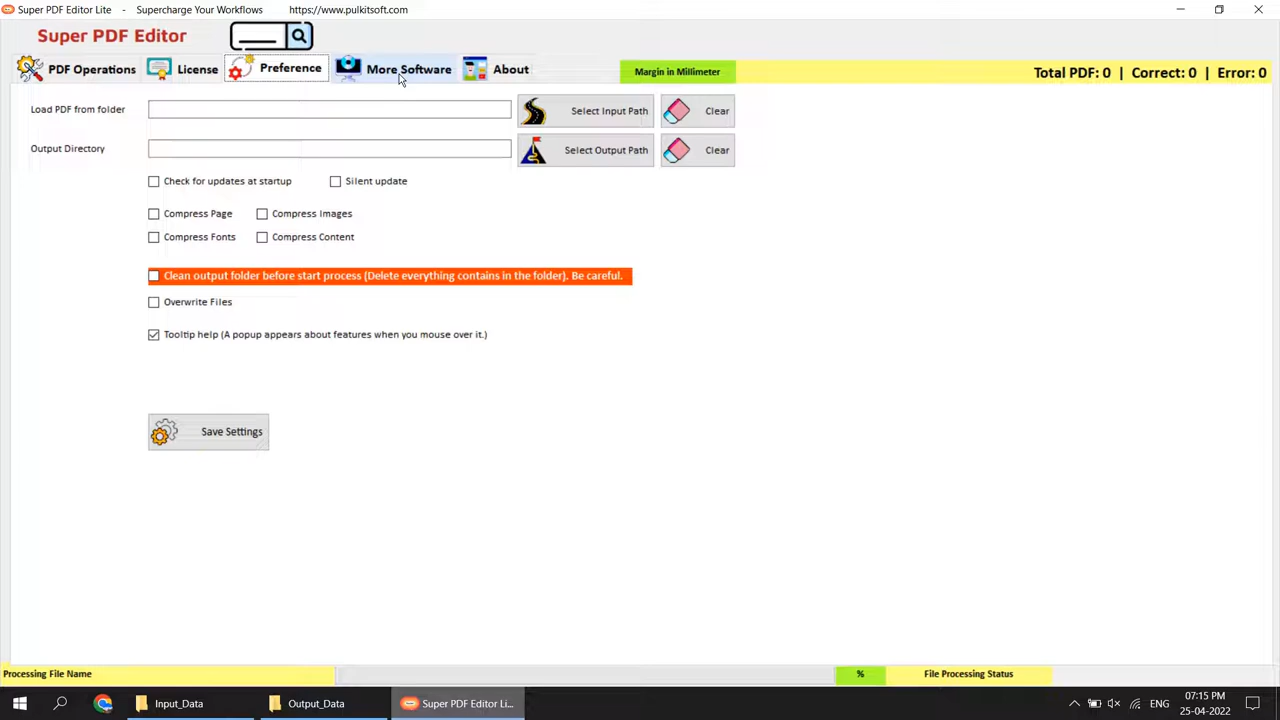 Super PDF Editor Lite - Supercharge Your Workflows https://www.pulkitsoft.com
Super PDF Editor
PDF Operations License Preference More Software About Margin in Millimeter Total PDF: 0 | Correct: 0 | Error: 0
Load PDF from folder Select Input Path Clear
Output Directory Select Output Path Clear
Check for updates at startup Silent update
Compress Page Compress Images
Compress Fonts Compress Content
Clean output folder before start process (Delete everything contains in the folder). Be careful.
Overwrite Files
Tooltip help (A popup appears about features when you mouse over it.)
Save Settings
Processing File Name % File Processing Status
Input_Data Output_Data Super PDF Editor Li... ENG 07:15 PM
25-04-2022